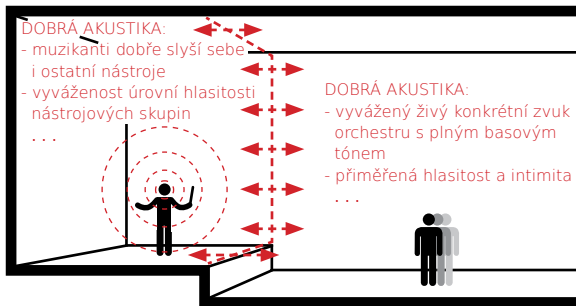 DOBRÁ AKUSTIKA:
- muzikanti dobře slyší sebe
i ostatní nástroje
- vyváženost úrovní hlasitosti
nástrojových skupin
. . .
DOBRÁ AKUSTIKA:
- vyvážený živý konkrétní zvuk
orchestru s plným basovým
tónem
- přiměřená hlasitost a intimita
. . .